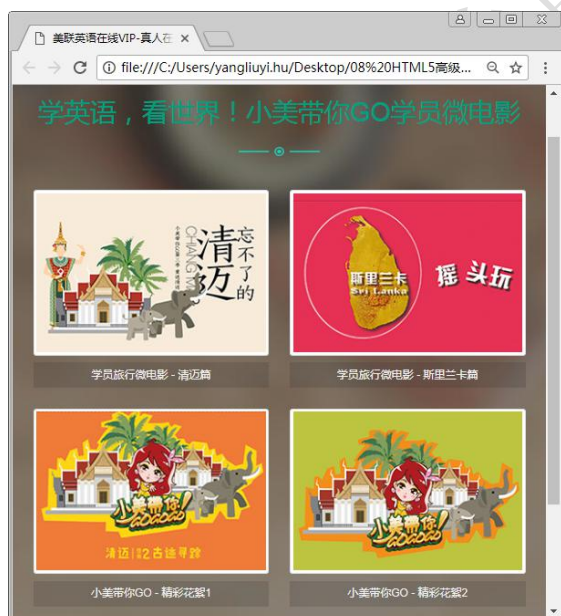 美联英语在线VIP-真人在
file:///C:/Users/yangliuyi.hu/Desktop/08%20HTML5高级...
学英语，看世界！小美带你GO学员微电影
忘不了的
清迈
CHIANG MAI
斯里兰卡
Sri Lanka
摇头玩
学员旅行微电影 - 清迈篇
学员旅行微电影 - 斯里兰卡篇
小美带你!
GOGOGO
清迈
2古迹寻踪
小美带你!
GOGOGO
小美带你GO - 精彩花絮1
小美带你GO - 精彩花絮2